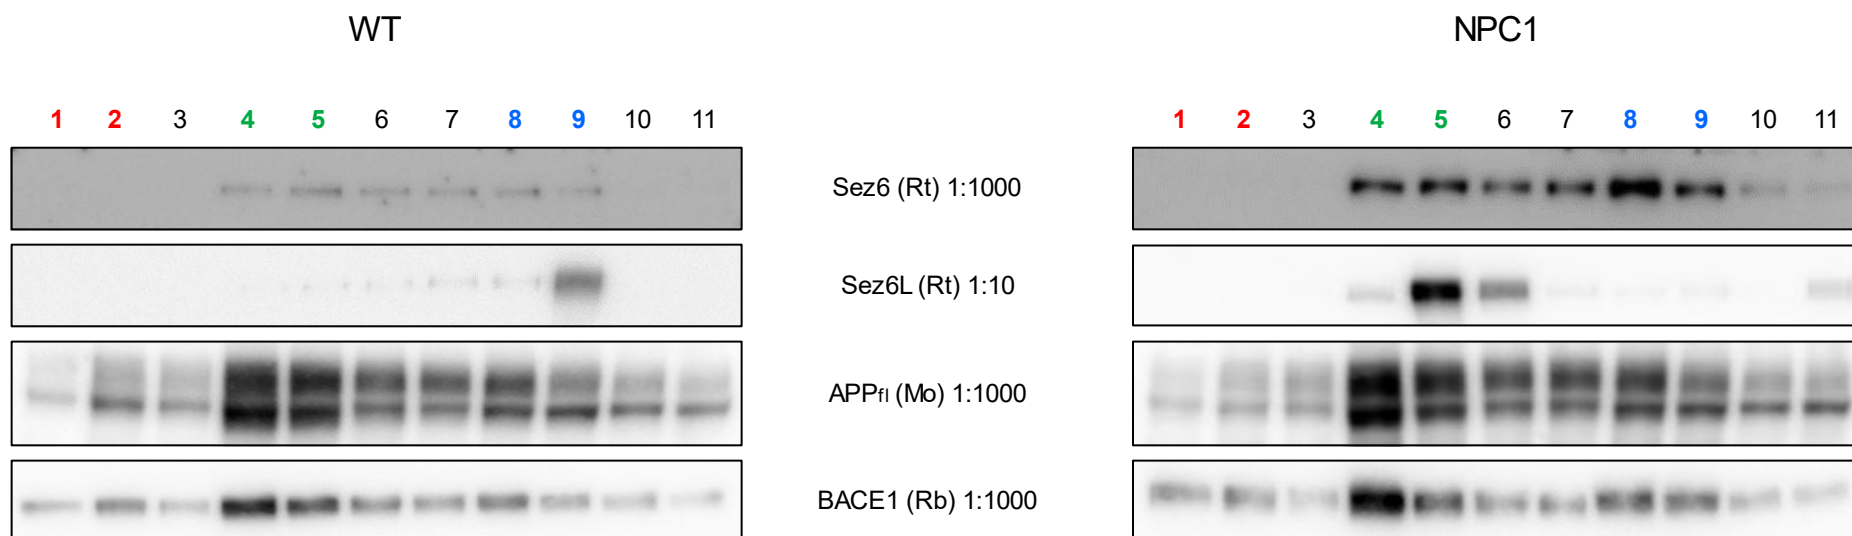 WT NPC1
1 2 3 4 5 6 7 8 9 10 11 1 2 3 4 5 6 7 8 9 10 11
Sez6 (Rt) 1:1000
Sez6L (Rt) 1:10
APPfl (Mo) 1:1000
BACE1 (Rb) 1:1000